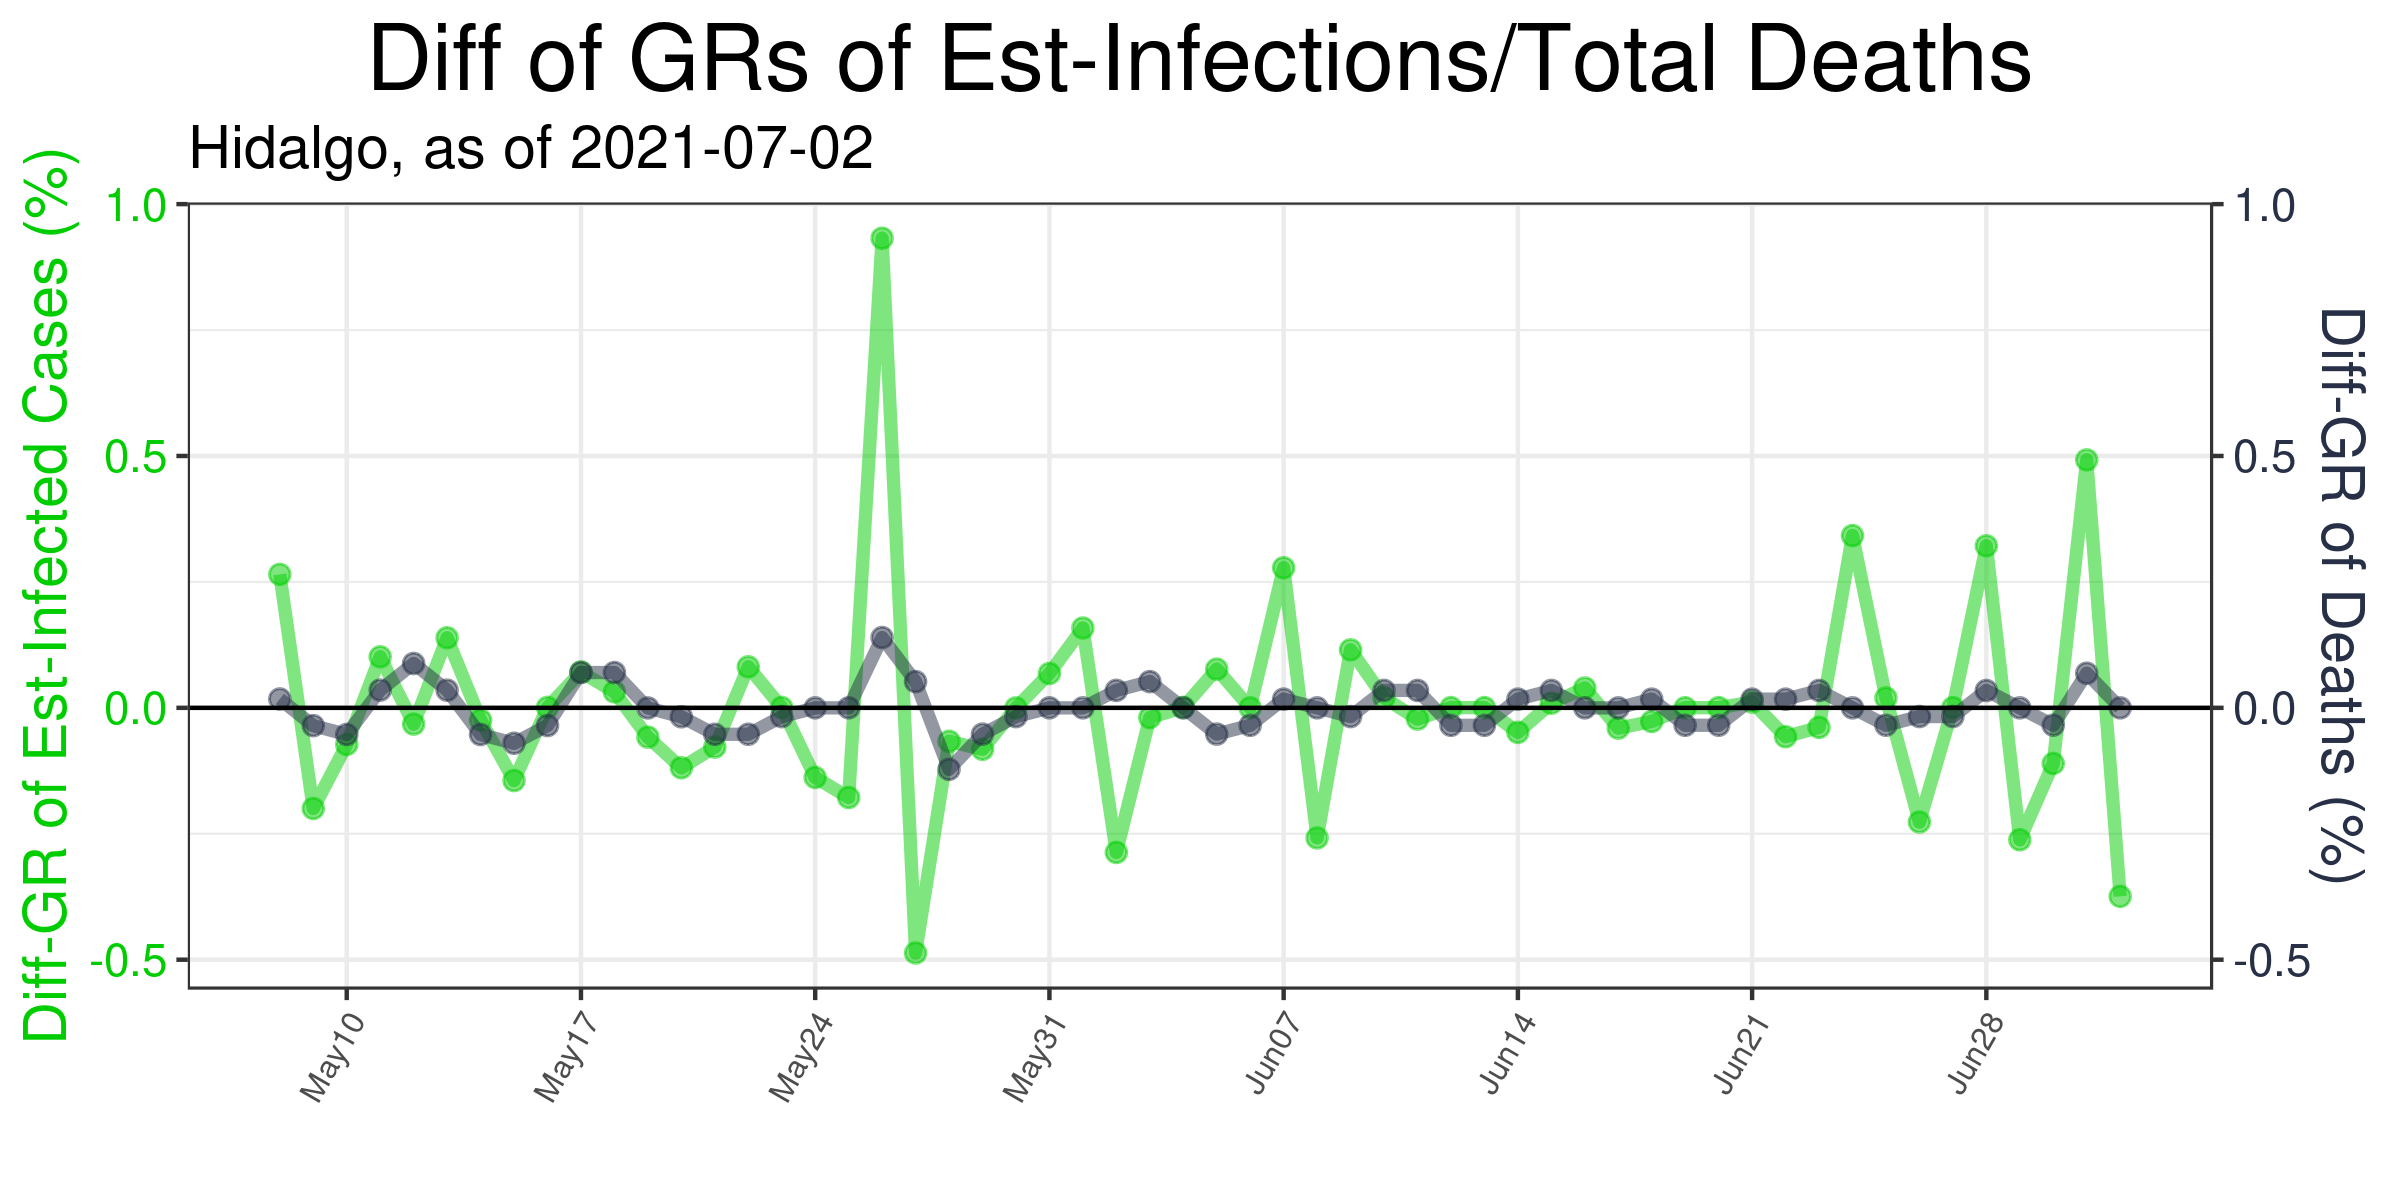 Diff of GRs of Est-Infections/Total Deaths
Hidalgo, as of 2021-07-02
Diff-GR of Est-Infected Cases (%)
1.0
0.5
0.0
-0.5
1.0
0.5
0.0
-0.5
Diff-GR of Deaths (%)
May10
May17
May24
May31
Jun07
Jun14
Jun21
Jun28